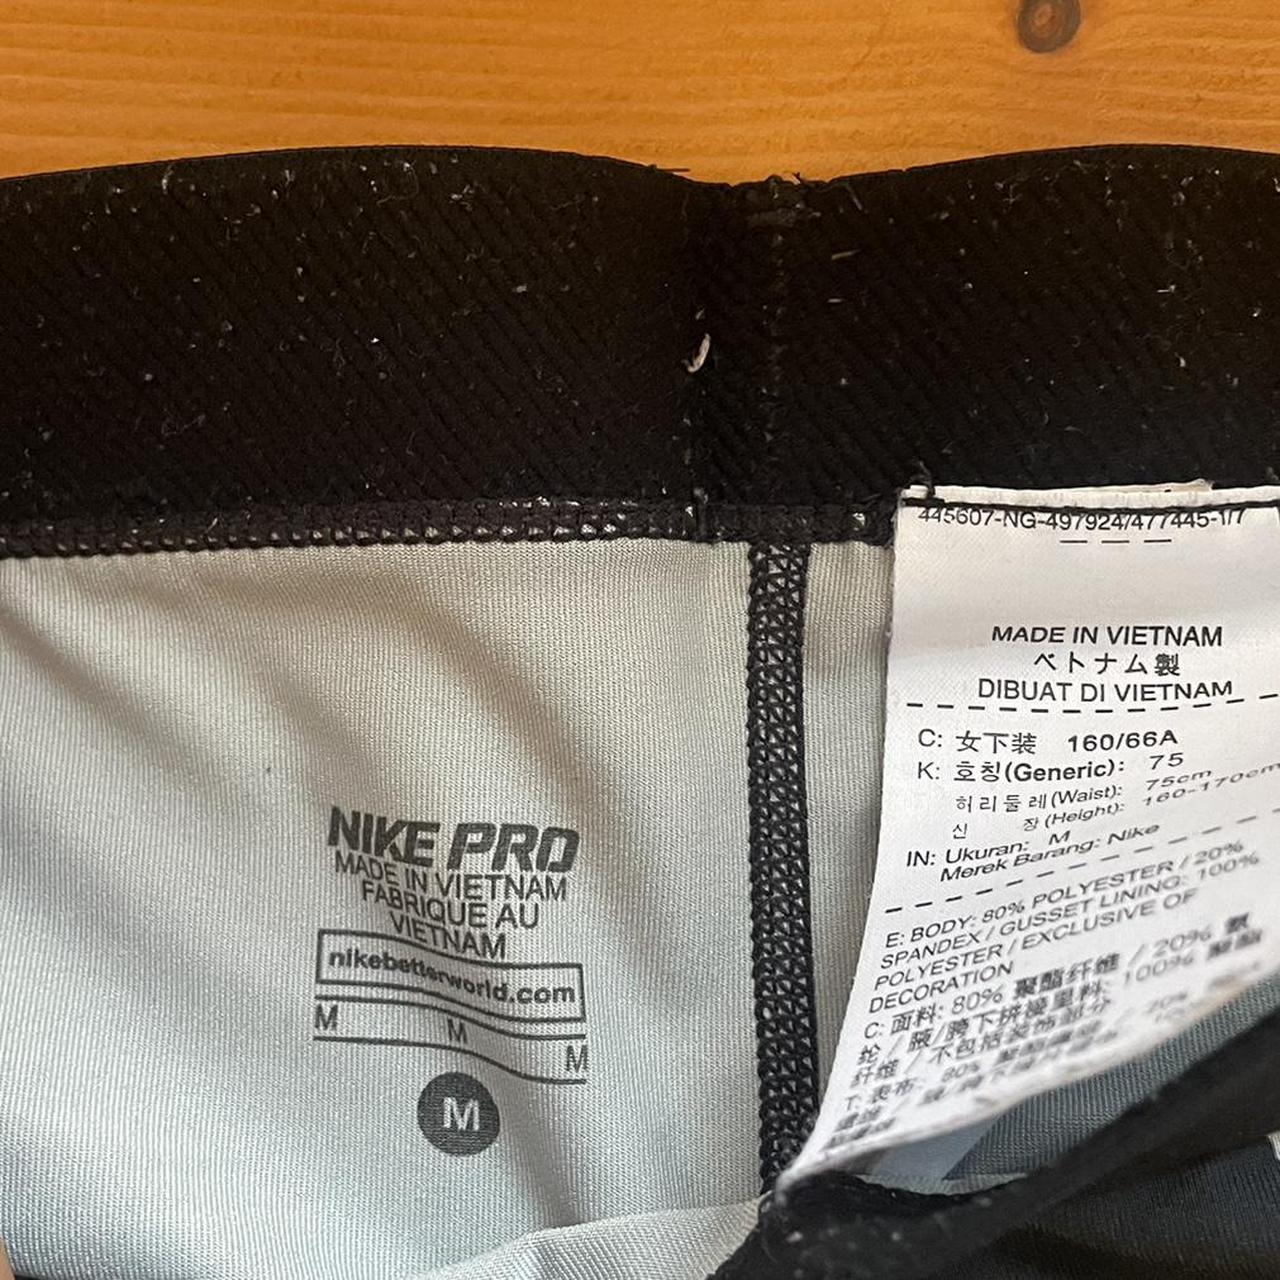 NIKE PRO
MADE IN VIETNAM
FABRIQUE AU
VIETNAM
nikebetterworld.com
M M M
M
445607-NG-497924/477445-1/7
MADE IN VIETNAM
ベトナム製
DIBUAT DI VIETNAM
C: 女下装 160/66A
K: 호칭(Generic): 75
허리둘레(Waist): 75cm
신 장(Height): 160-170cm
IN: Ukuran: M
Merek Barang: Nike
E: BODY: 80% POLYESTER / 20%
SPANDEX / GUSSET LINING: 100%
POLYESTER / EXCLUSIVE OF
DECORATION
C: 面料: 80% 聚酯纤维 / 20% 氨
纶 / 腋/胯下拼接里料: 100% 聚酯
纤维 / 不包括装饰部分
T: 表布: 80%